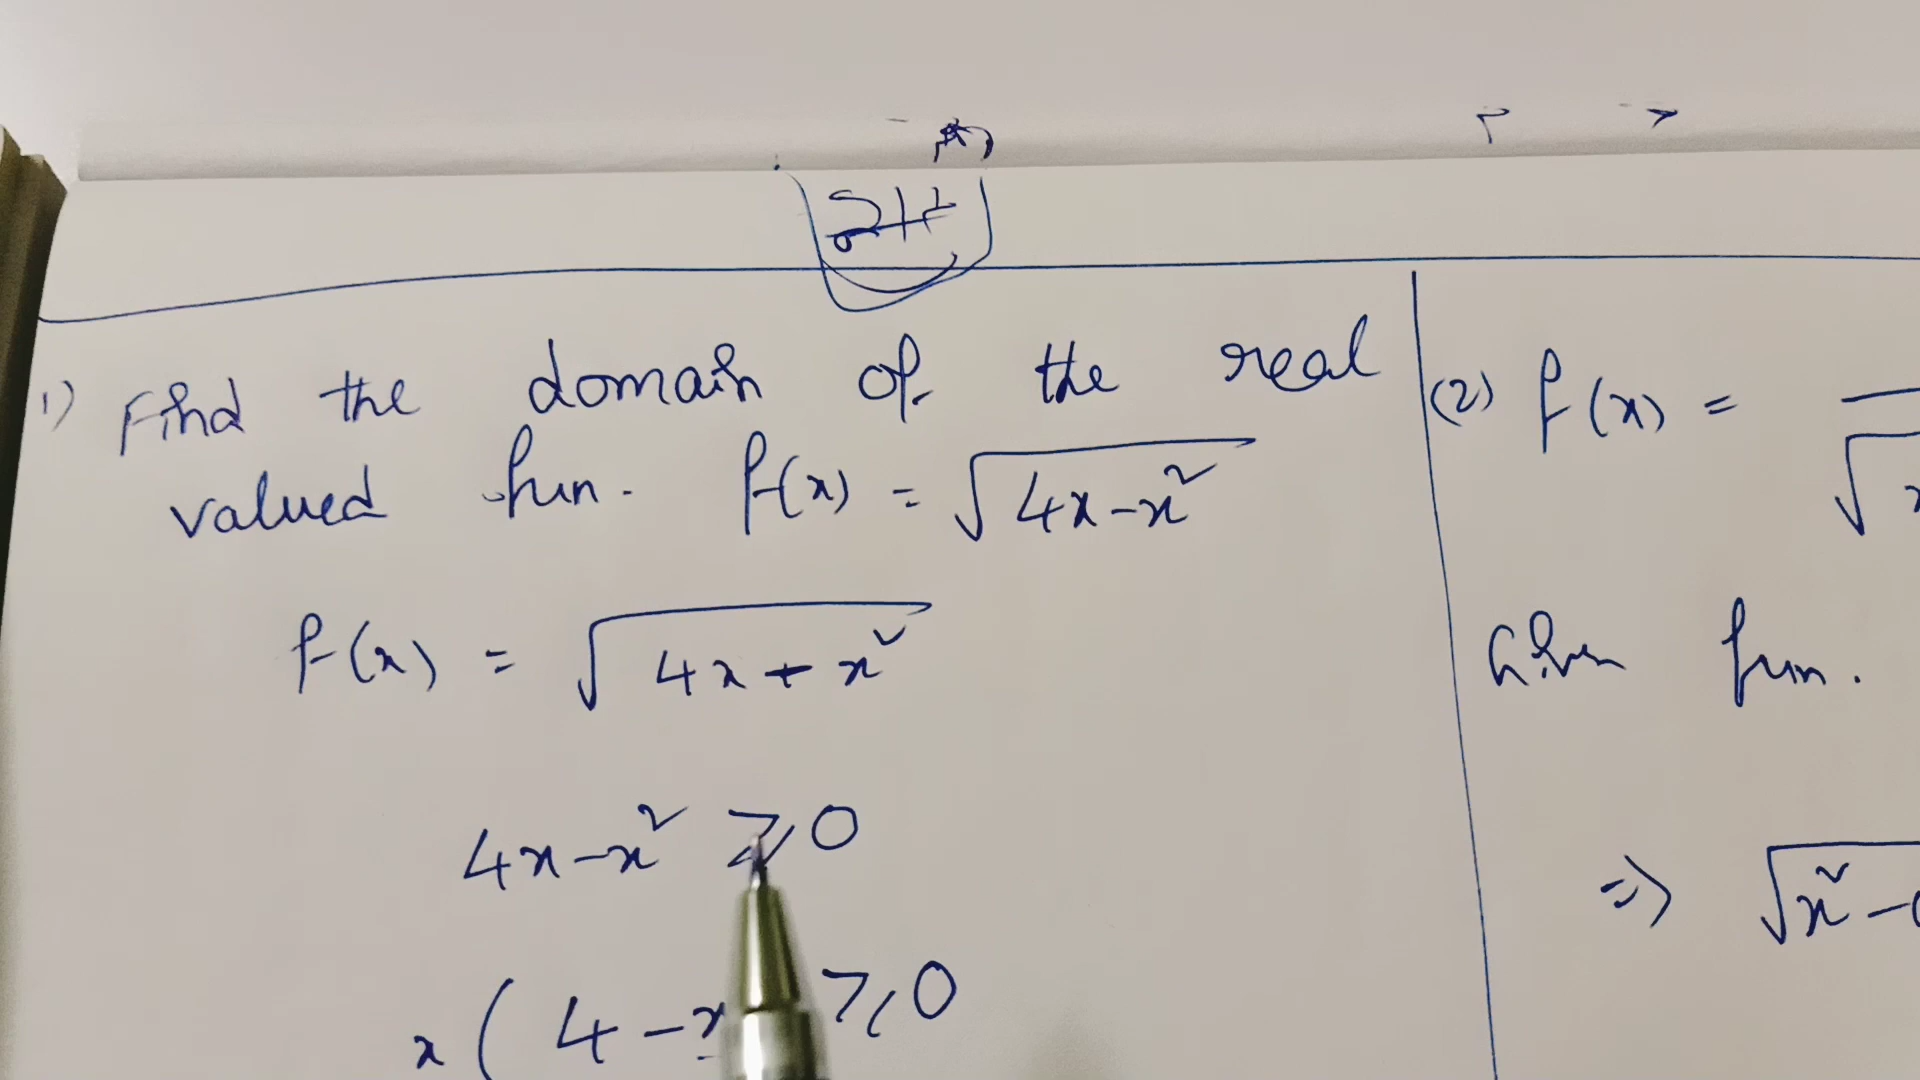 1) Find the domain of the real
valued fun. f(x) = √4x-x²
f(x) = √4x+x²
4x-x² ≥0
x(4-x ≥0
(2) f(x) =
Given fun.
=> √x²-